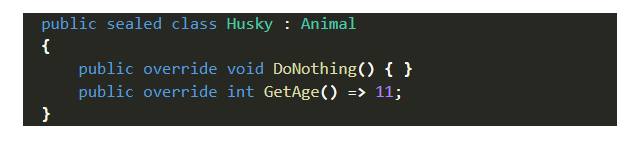 public sealed class Husky : Animal
{
    public override void DoNothing() { }
    public override int GetAge() => 11;
}